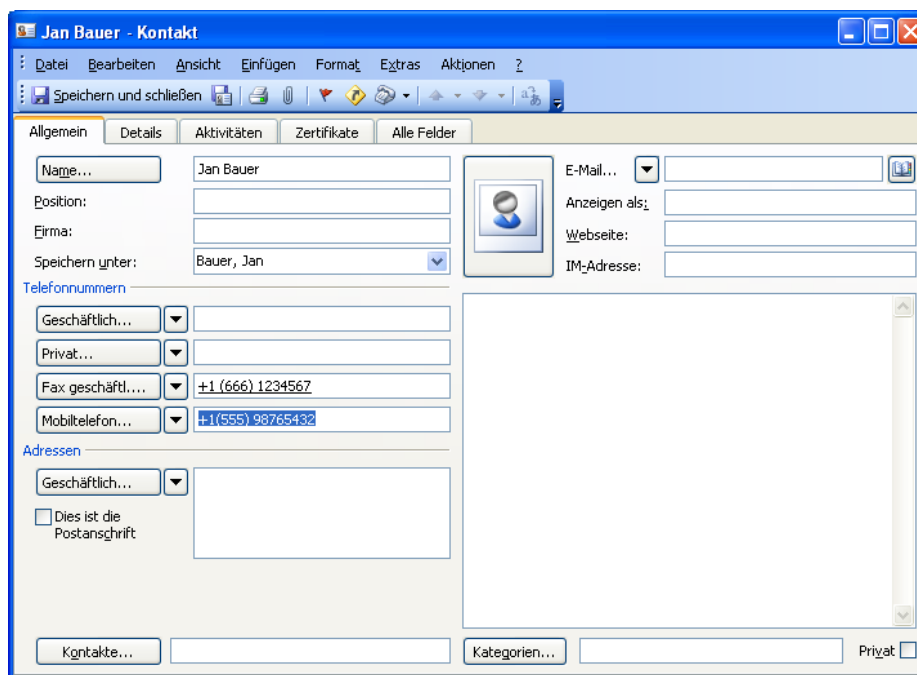 Jan Bauer - Kontakt
Datei Bearbeiten Ansicht Einfügen Format Extras Aktionen ?
Speichern und schließen
Allgemein Details Aktivitäten Zertifikate Alle Felder
Name... Jan Bauer
Position:
Firma:
Speichern unter: Bauer, Jan
E-Mail...
Anzeigen als:
Webseite:
IM-Adresse:
Telefonnummern
Geschäftlich...
Privat...
Fax geschäftl.... +1 (666) 1234567
Mobiltelefon... +1(555) 98765432
Adressen
Geschäftlich...
Dies ist die
Postanschrift
Kontakte... Kategorien... Privat